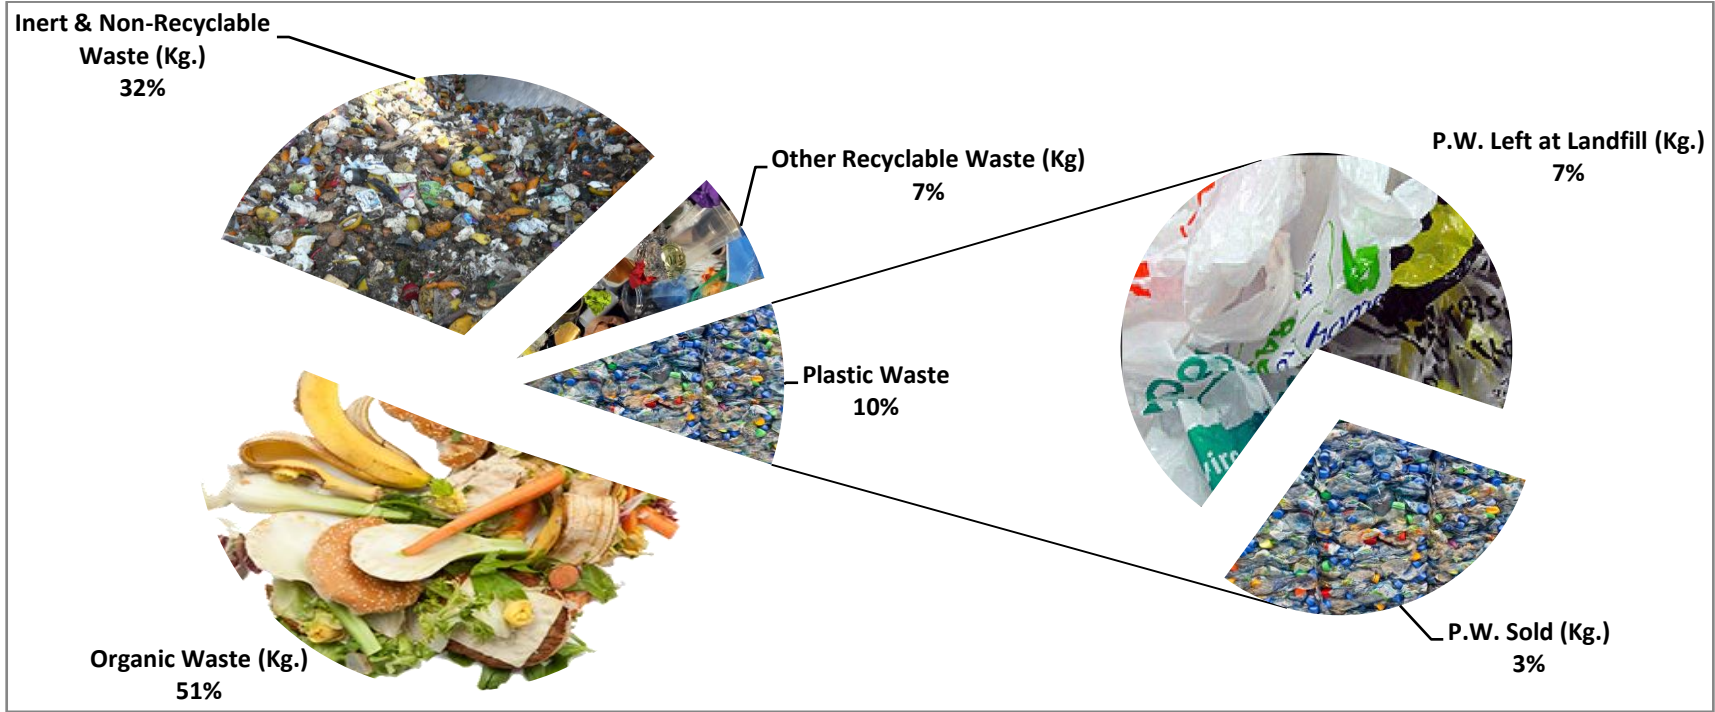 Inert & Non-Recyclable
Waste (Kg.)
32%
Other Recyclable Waste (Kg)
7%
P.W. Left at Landfill (Kg.)
7%
Plastic Waste
10%
home
Organic Waste (Kg.)
51%
P.W. Sold (Kg.)
3%